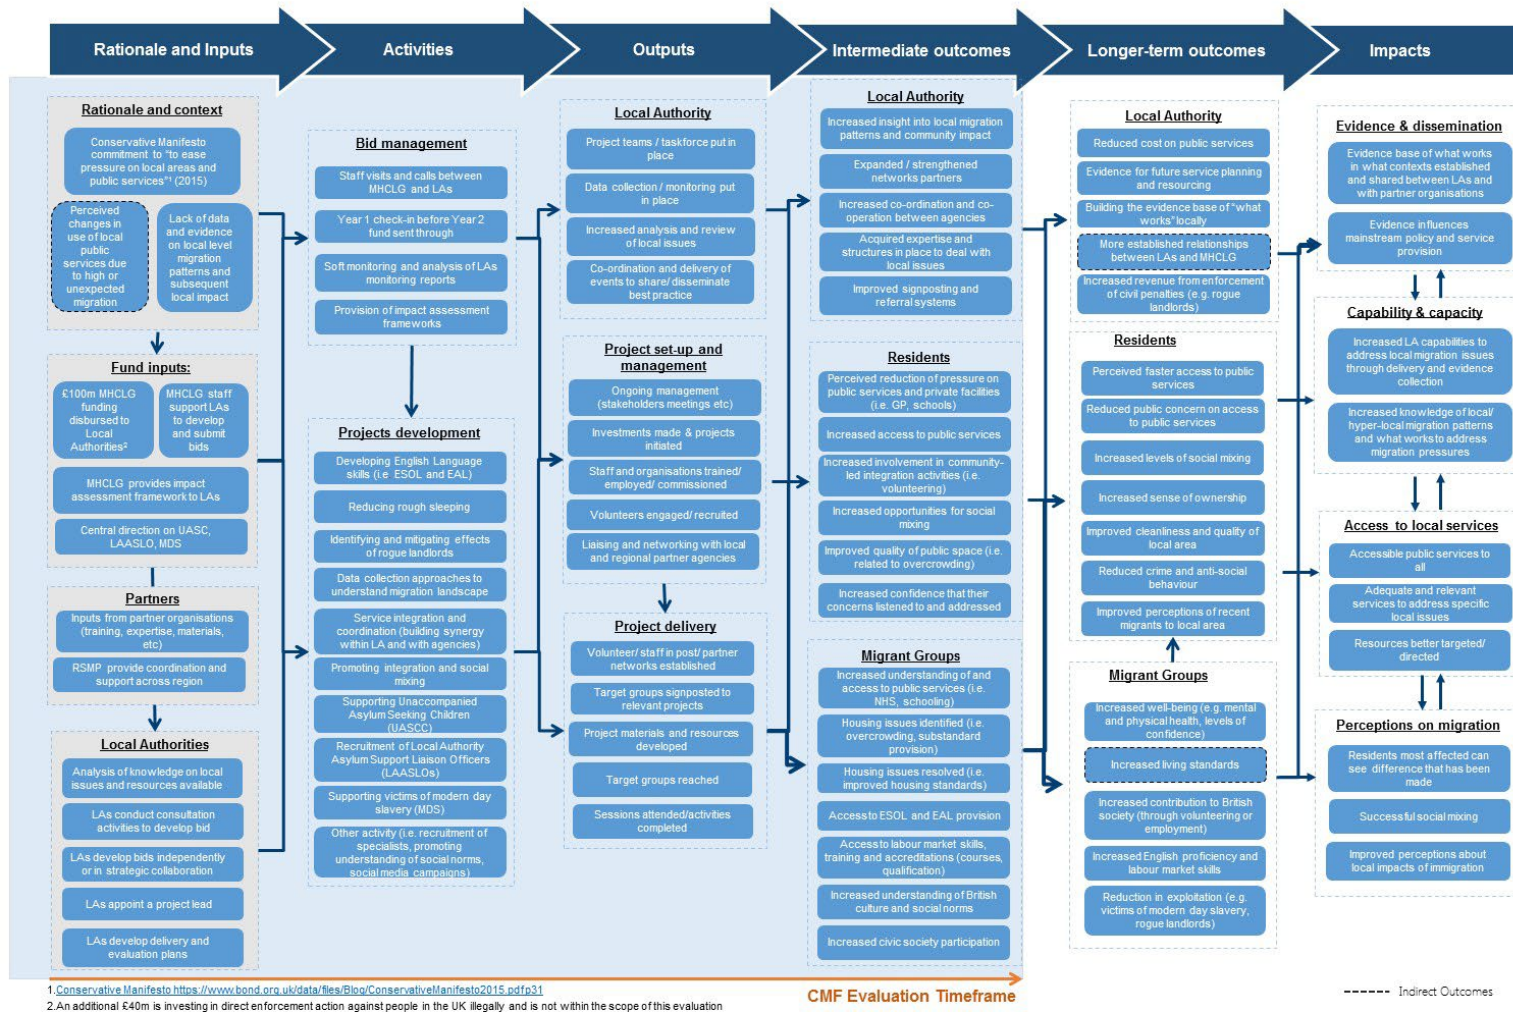 Rationale and Inputs
Activities
Outputs
Intermediate outcomes
Longer-term outcomes
Impacts
Rationale and context
Conservative Manifesto
commitment to "to ease
pressure on local areas and
public services"¹ (2015)
Perceived
changes in
use of local
public
services due
to high or
unexpected
migration
Lack of data
and evidence
on local level
migration
patterns and
subsequent
local impact
Fund inputs:
£100m MHCLG
funding
disbursed to
Local
Authorities²
MHCLG staff
support LAs
to develop
and submit
bids
MHCLG provides impact
assessment framework to LAs
Central direction on UASC,
LAASLO, MDS
Partners
Inputs from partner organisations
(training, expertise, materials,
etc)
RSMP provide coordination and
support across region
Local Authorities
Analysis of knowledge on local
issues and resources available
LAs conduct consultation
activities to develop bid
LAs develop bids independently
or in strategic collaboration
LAs appoint a project lead
LAs develop delivery and
evaluation plans
Bid management
Staff visits and calls between
MHCLG and LAs
Year 1 check-in before Year 2
fund sent through
Soft monitoring and analysis of LAs
monitoring reports
Provision of impact assessment
frameworks
Projects development
Developing English Language
skills (i.e ESOL and EAL)
Reducing rough sleeping
Identifying and mitigating effects
of rogue landlords
Data collection approaches to
understand migration landscape
Service integration and
coordination (building synergy
within LA and with agencies)
Promoting integration and social
mixing
Supporting Unaccompanied
Asylum Seeking Children
(UASCC)
Recruitment of Local Authority
Asylum Support Liaison Officers
(LAASLOs)
Supporting victims of modern day
slavery (MDS)
Other activity (i.e. recruitment of
specialists, promoting
understanding of social norms,
social media campaigns)
Local Authority
Project teams / taskforce put in
place
Data collection / monitoring put
in place
Increased analysis and review
of local issues
Co-ordination and delivery of
events to share/ disseminate
best practice
Project set-up and
management
Ongoing management
(stakeholders meetings etc)
Investments made & projects
initiated
Staff and organisations trained/
employed/ commissioned
Volunteers engaged/ recruited
Liaising and networking with local
and regional partner agencies
Project delivery
Volunteer/ staff in post/ partner
networks established
Target groups signposted to
relevant projects
Project materials and resources
developed
Target groups reached
Sessions attended/activities
completed
Local Authority
Increased insight into local migration
patterns and community impact
Expanded / strengthened
networks partners
Increased co-ordination and co-
operation between agencies
Acquired expertise and
structures in place to deal with
local issues
Improved signposting and
referral systems
Residents
Perceived reduction of pressure on
public services and private facilities
(i.e. GP, schools)
Increased access to public services
Increased involvement in community-
led integration activities (i.e.
volunteering)
Increased opportunities for social
mixing
Improved quality of public space (i.e.
related to overcrowding)
Increased confidence that their
concerns listened to and addressed
Migrant Groups
Increased understanding of and
access to public services (i.e.
NHS, schooling)
Housing issues identified (i.e.
overcrowding, substandard
provision)
Housing issues resolved (i.e.
improved housing standards)
Access to ESOL and EAL provision
Access to labour market skills,
training and accreditations (courses,
qualification)
Increased understanding of British
culture and social norms
Increased civic society participation
Local Authority
Reduced cost on public services
Evidence for future service planning
and resourcing
Building the evidence base of "what
works" locally
More established relationships
between LAs and MHCLG
Increased revenue from enforcement
of civil penalties (e.g. rogue
landlords)
Residents
Perceived faster access to public
services
Reduced public concern on access
to public services
Increased levels of social mixing
Increased sense of ownership
Improved cleanliness and quality of
local area
Reduced crime and anti-social
behaviour
Improved perceptions of recent
migrants to local area
Migrant Groups
Increased well-being (e.g. mental
and physical health, levels of
confidence)
Increased living standards
Increased contribution to British
society (through volunteering or
employment)
Increased English proficiency and
labour market skills
Reduction in exploitation (e.g.
victims of modern day slavery,
rogue landlords)
Evidence & dissemination
Evidence base of what works
in what contexts established
and shared between LAs and
with partner organisations
Evidence influences
mainstream policy and service
provision
Capability & capacity
Increased LA capabilities to
address local migration issues
through delivery and evidence
collection
Increased knowledge of local/
hyper-local migration patterns
and what works to address
migration pressures
Access to local services
Accessible public services to
all
Adequate and relevant
services to address specific
local issues
Resources better targeted/
directed
Perceptions on migration
Residents most affected can
see difference that has been
made
Successful social mixing
Improved perceptions about
local impacts of immigration
1.Conservative Manifesto https://www.bond.org.uk/data/files/Blog/ConservativeManifesto2015.pdfp31
2.An additional £40m is investing in direct enforcement action against people in the UK illegally and is not within the scope of this evaluation
CMF Evaluation Timeframe
Indirect Outcomes